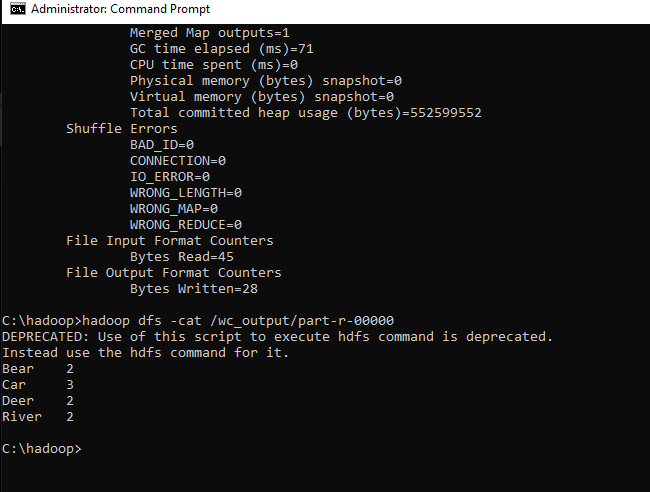 Administrator: Command Prompt
Merged Map outputs=1
GC time elapsed (ms)=71
CPU time spent (ms)=0
Physical memory (bytes) snapshot=0
Virtual memory (bytes) snapshot=0
Total committed heap usage (bytes)=552599552
Shuffle Errors
BAD_ID=0
CONNECTION=0
IO_ERROR=0
WRONG_LENGTH=0
WRONG_MAP=0
WRONG_REDUCE=0
File Input Format Counters
Bytes Read=45
File Output Format Counters
Bytes Written=28
C:\hadoop>hadoop dfs -cat /wc_output/part-r-00000
DEPRECATED: Use of this script to execute hdfs command is deprecated.
Instead use the hdfs command for it.
Bear    2
Car     3
Deer    2
River   2
C:\hadoop>